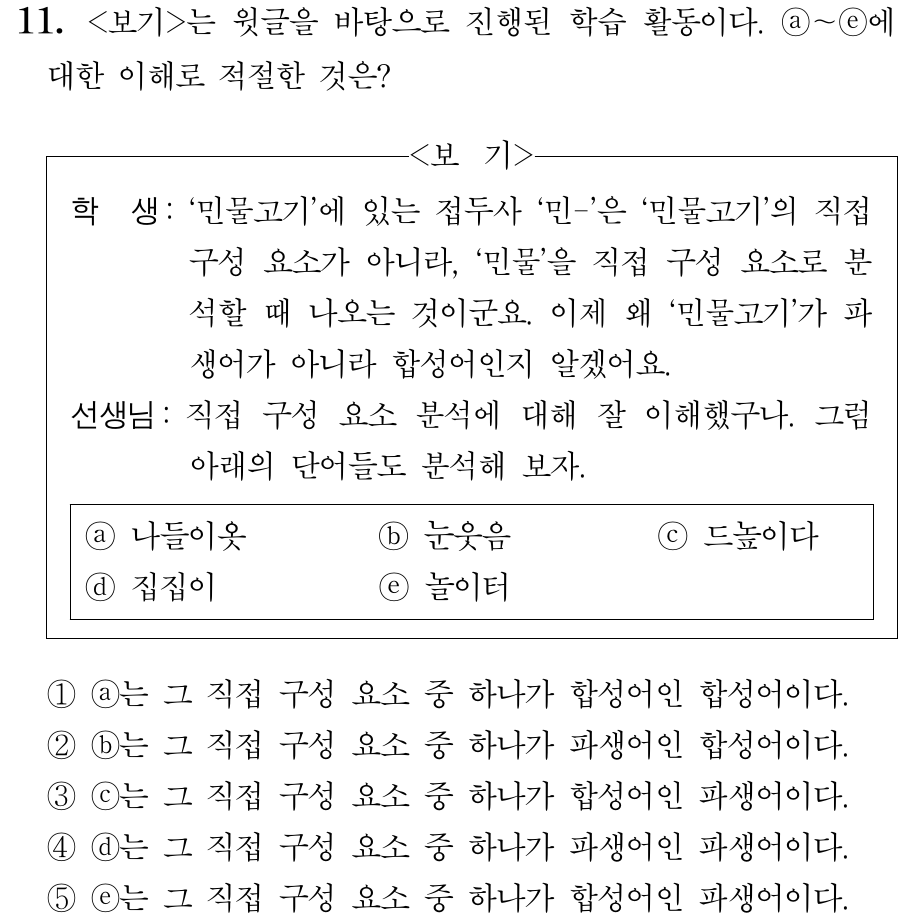 11. <보기>는 윗글을 바탕으로 진행된 학습 활동이다. ⓐ～ⓔ에
대한 이해로 적절한 것은?
<보 기>
학 생: ‘민물고기’에 있는 접두사 ‘민-’은 ‘민물고기’의 직접
구성 요소가 아니라, ‘민물’을 직접 구성 요소로 분
석할 때 나오는 것이군요. 이제 왜 ‘민물고기’가 파
생어가 아니라 합성어인지 알겠어요.
선생님: 직접 구성 요소 분석에 대해 잘 이해했구나. 그럼
아래의 단어들도 분석해 보자.
ⓐ 나들이옷 ⓑ 눈웃음 ⓒ 드높이다
ⓓ 집집이 ⓔ 놀이터
① ⓐ는 그 직접 구성 요소 중 하나가 합성어인 합성어이다.
② ⓑ는 그 직접 구성 요소 중 하나가 파생어인 합성어이다.
③ ⓒ는 그 직접 구성 요소 중 하나가 합성어인 파생어이다.
④ ⓓ는 그 직접 구성 요소 중 하나가 파생어인 파생어이다.
⑤ ⓔ는 그 직접 구성 요소 중 하나가 합성어인 파생어이다.